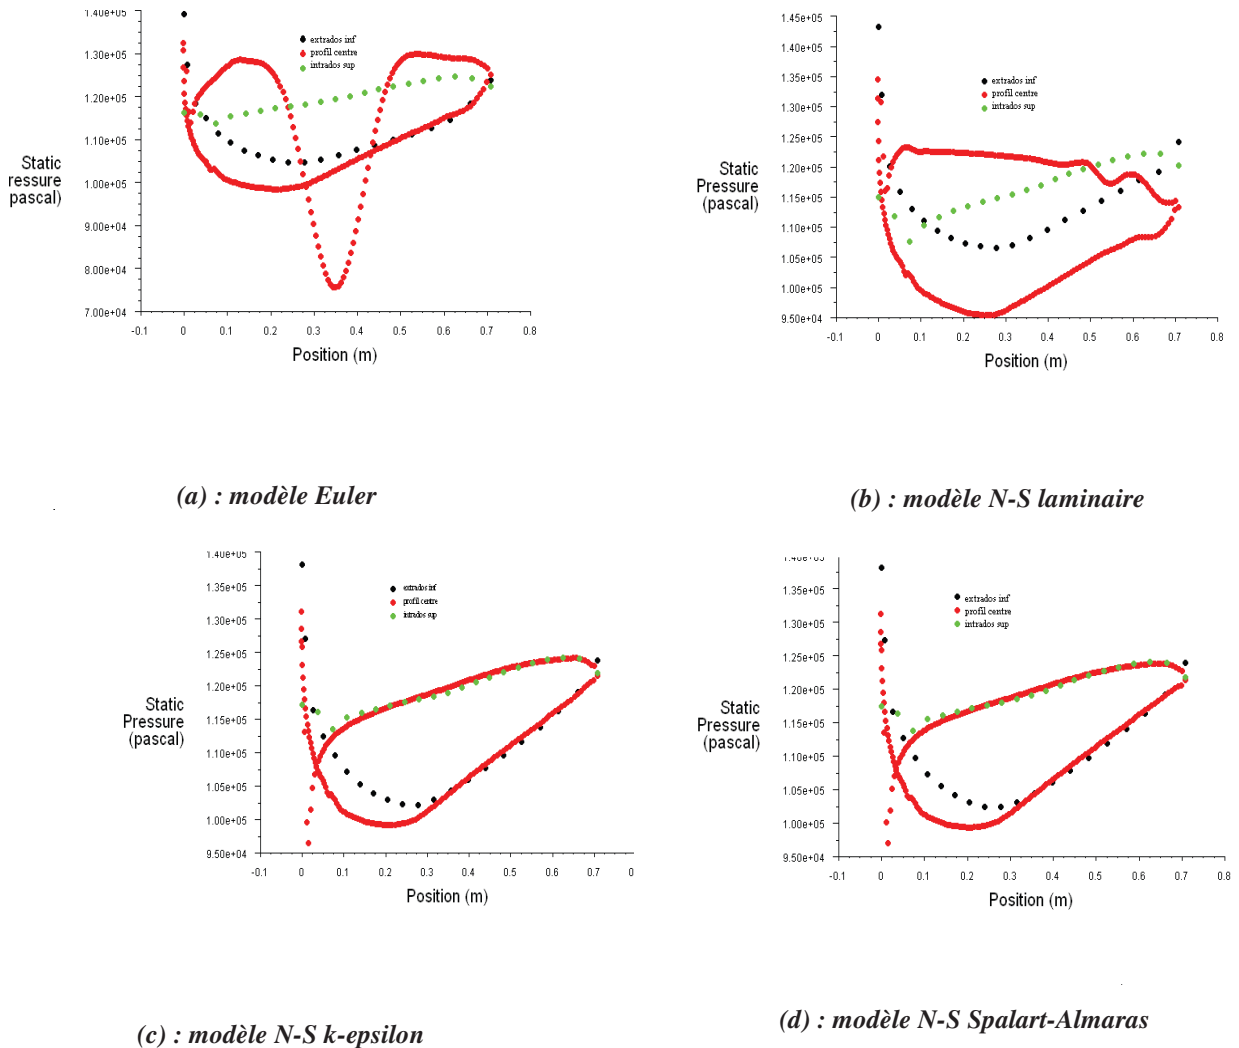 1.40e+05
1.30e+05
1.20e+05
1.10e+05
1.00e+05
9.00e+04
8.00e+04
7.00e+04
extrados inf
profil centre
intrados sup
Static
ressure
pascal)
-0.1 0 0.1 0.2 0.3 0.4 0.5 0.6 0.7 0.8
Position (m)
(a) : modèle Euler
1.45e+05
1.40e+05
1.35e+05
1.30e+05
1.25e+05
1.20e+05
1.15e+05
1.10e+05
1.05e+05
1.00e+05
9.50e+04
extrados inf
profil centre
intrados sup
Static
Pressure
(pascal)
-0.1 0 0.1 0.2 0.3 0.4 0.5 0.6 0.7 0.8
Position (m)
(b) : modèle N-S laminaire
1.40e+05
1.35e+05
1.30e+05
1.25e+05
1.20e+05
1.15e+05
1.10e+05
1.05e+05
1.00e+05
9.50e+04
extrados inf
profil centre
intrados sup
Static
Pressure
(pascal)
-0.1 0 0.1 0.2 0.3 0.4 0.5 0.6 0.7 0
Position (m)
(c) : modèle N-S k-epsilon
1.40e+05
1.35e+05
1.30e+05
1.25e+05
1.20e+05
1.15e+05
1.10e+05
1.05e+05
1.00e+05
9.50e+04
extrados inf
profil centre
intrados sup
Static
Pressure
(pascal)
-0.1 0 0.1 0.2 0.3 0.4 0.5 0.6 0.7 0.8
Position (m)
(d) : modèle N-S Spalart-Almaras